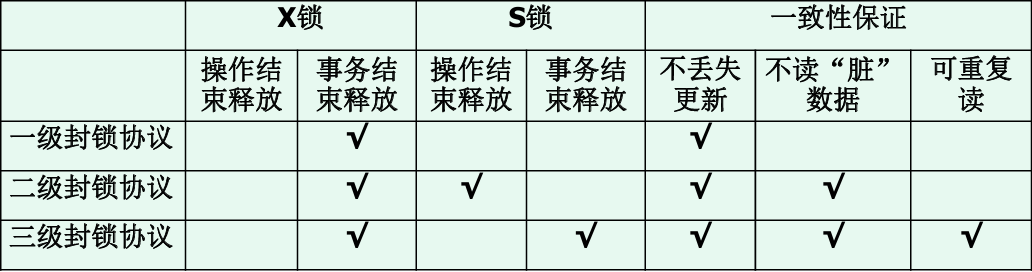 X锁 S锁 一致性保证
操作结 事务结 操作结 事务结 不丢失 不读“脏” 可重复
束释放 束释放 束释放 束释放 更新 数据 读
一级封锁协议 √ √
二级封锁协议 √ √ √ √
三级封锁协议 √ √ √ √ √